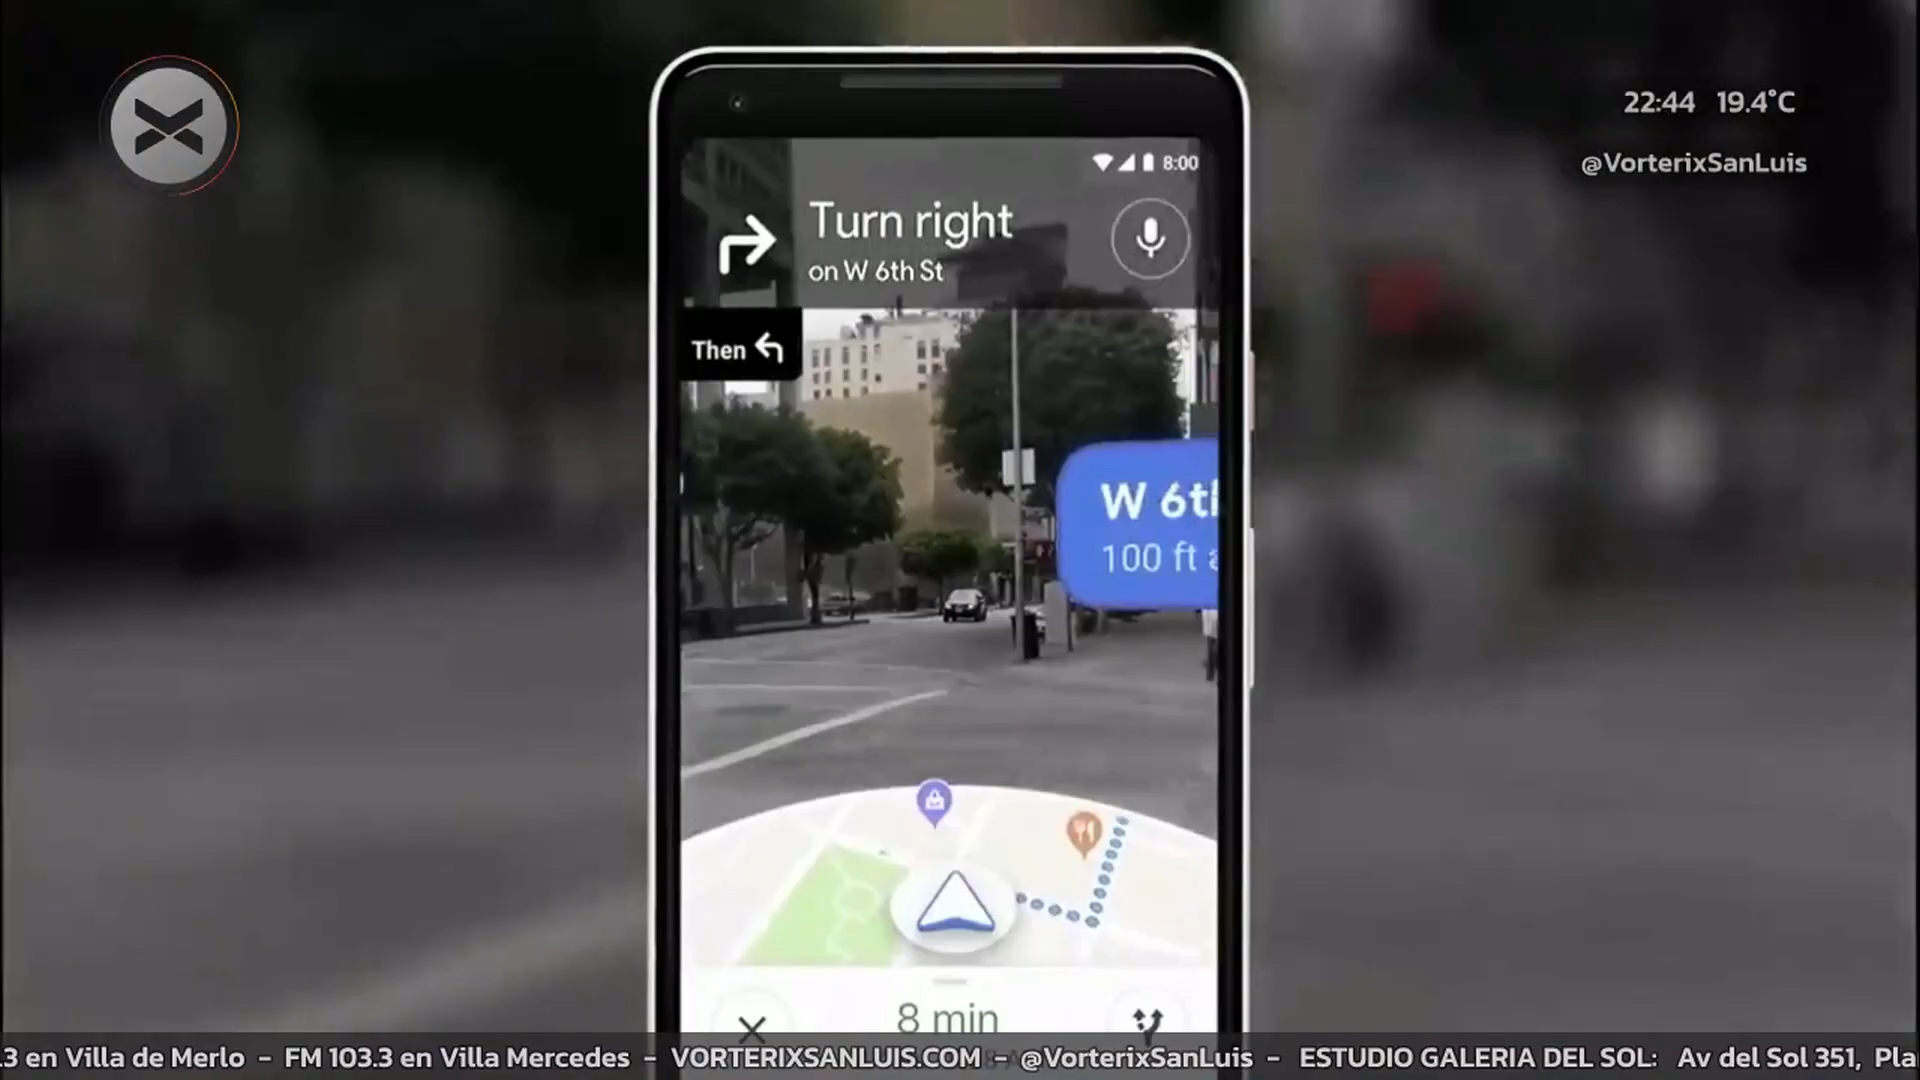 22:44 19.4°C
@VorterixSanLuis
8:00
Turn right
on W 6th St
Then
W 6th
100 ft
8 min
.3 en Villa de Merlo – FM 103.3 en Villa Mercedes – VORTERIXSANLUIS.COM – @VorterixSanLuis – ESTUDIO GALERIA DEL SOL: Av del Sol 351, Pla